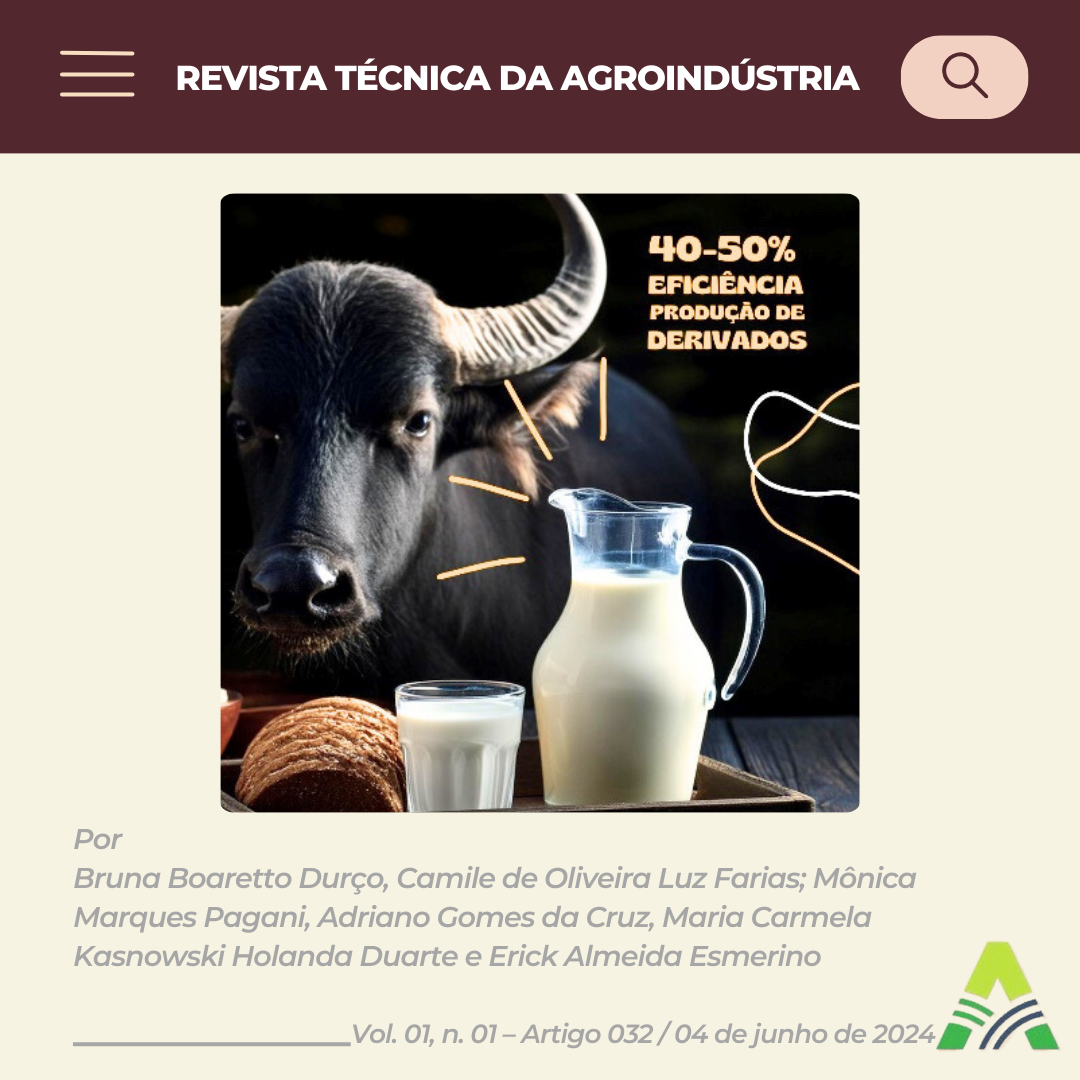 REVISTA TÉCNICA DA AGROINDÚSTRIA
40-50%
EFICIÊNCIA
PRODUÇÃO DE
DERIVADOS
Por
Bruna Boaretto Durço, Camile de Oliveira Luz Farias; Mônica
Marques Pagani, Adriano Gomes da Cruz, Maria Carmela
Kasnowski Holanda Duarte e Erick Almeida Esmerino
Vol. 01, n. 01 – Artigo 032 / 04 de junho de 2024